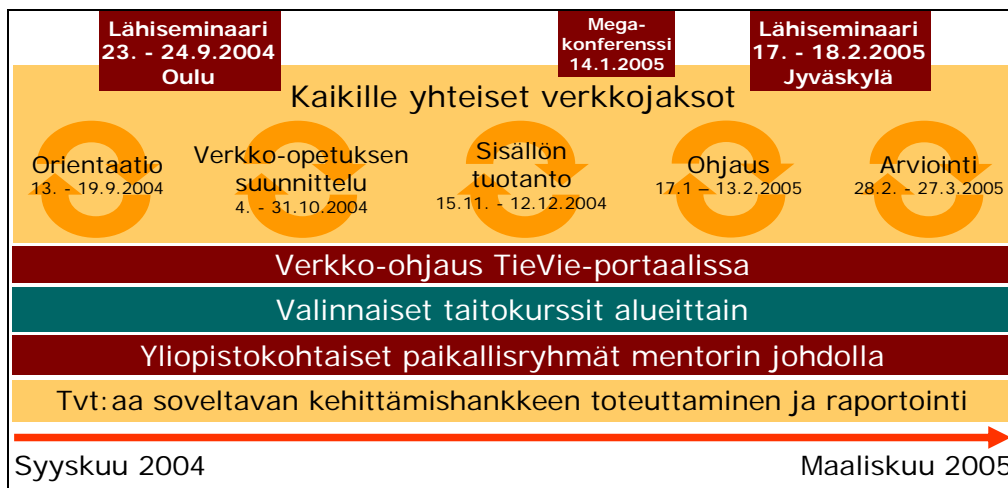 Lähiseminaari
23. - 24.9.2004
Oulu
Mega-
konferenssi
14.1.2005
Lähiseminaari
17. - 18.2.2005
Jyväskylä
Kaikille yhteiset verkkojaksot
Orientaatio
13. - 19.9.2004
Verkko-opetuksen
suunnittelu
4. - 31.10.2004
Sisällön
tuotanto
15.11. - 12.12.2004
Ohjaus
17.1 – 13.2.2005
Arviointi
28.2. - 27.3.2005
Verkko-ohjaus TieVie-portaalissa
Valinnaiset taitokurssit alueittain
Yliopistokohtaiset paikallisryhmät mentorin johdolla
Tvt:aa soveltavan kehittämishankkeen toteuttaminen ja raportointi
Syyskuu 2004
Maaliskuu 2005